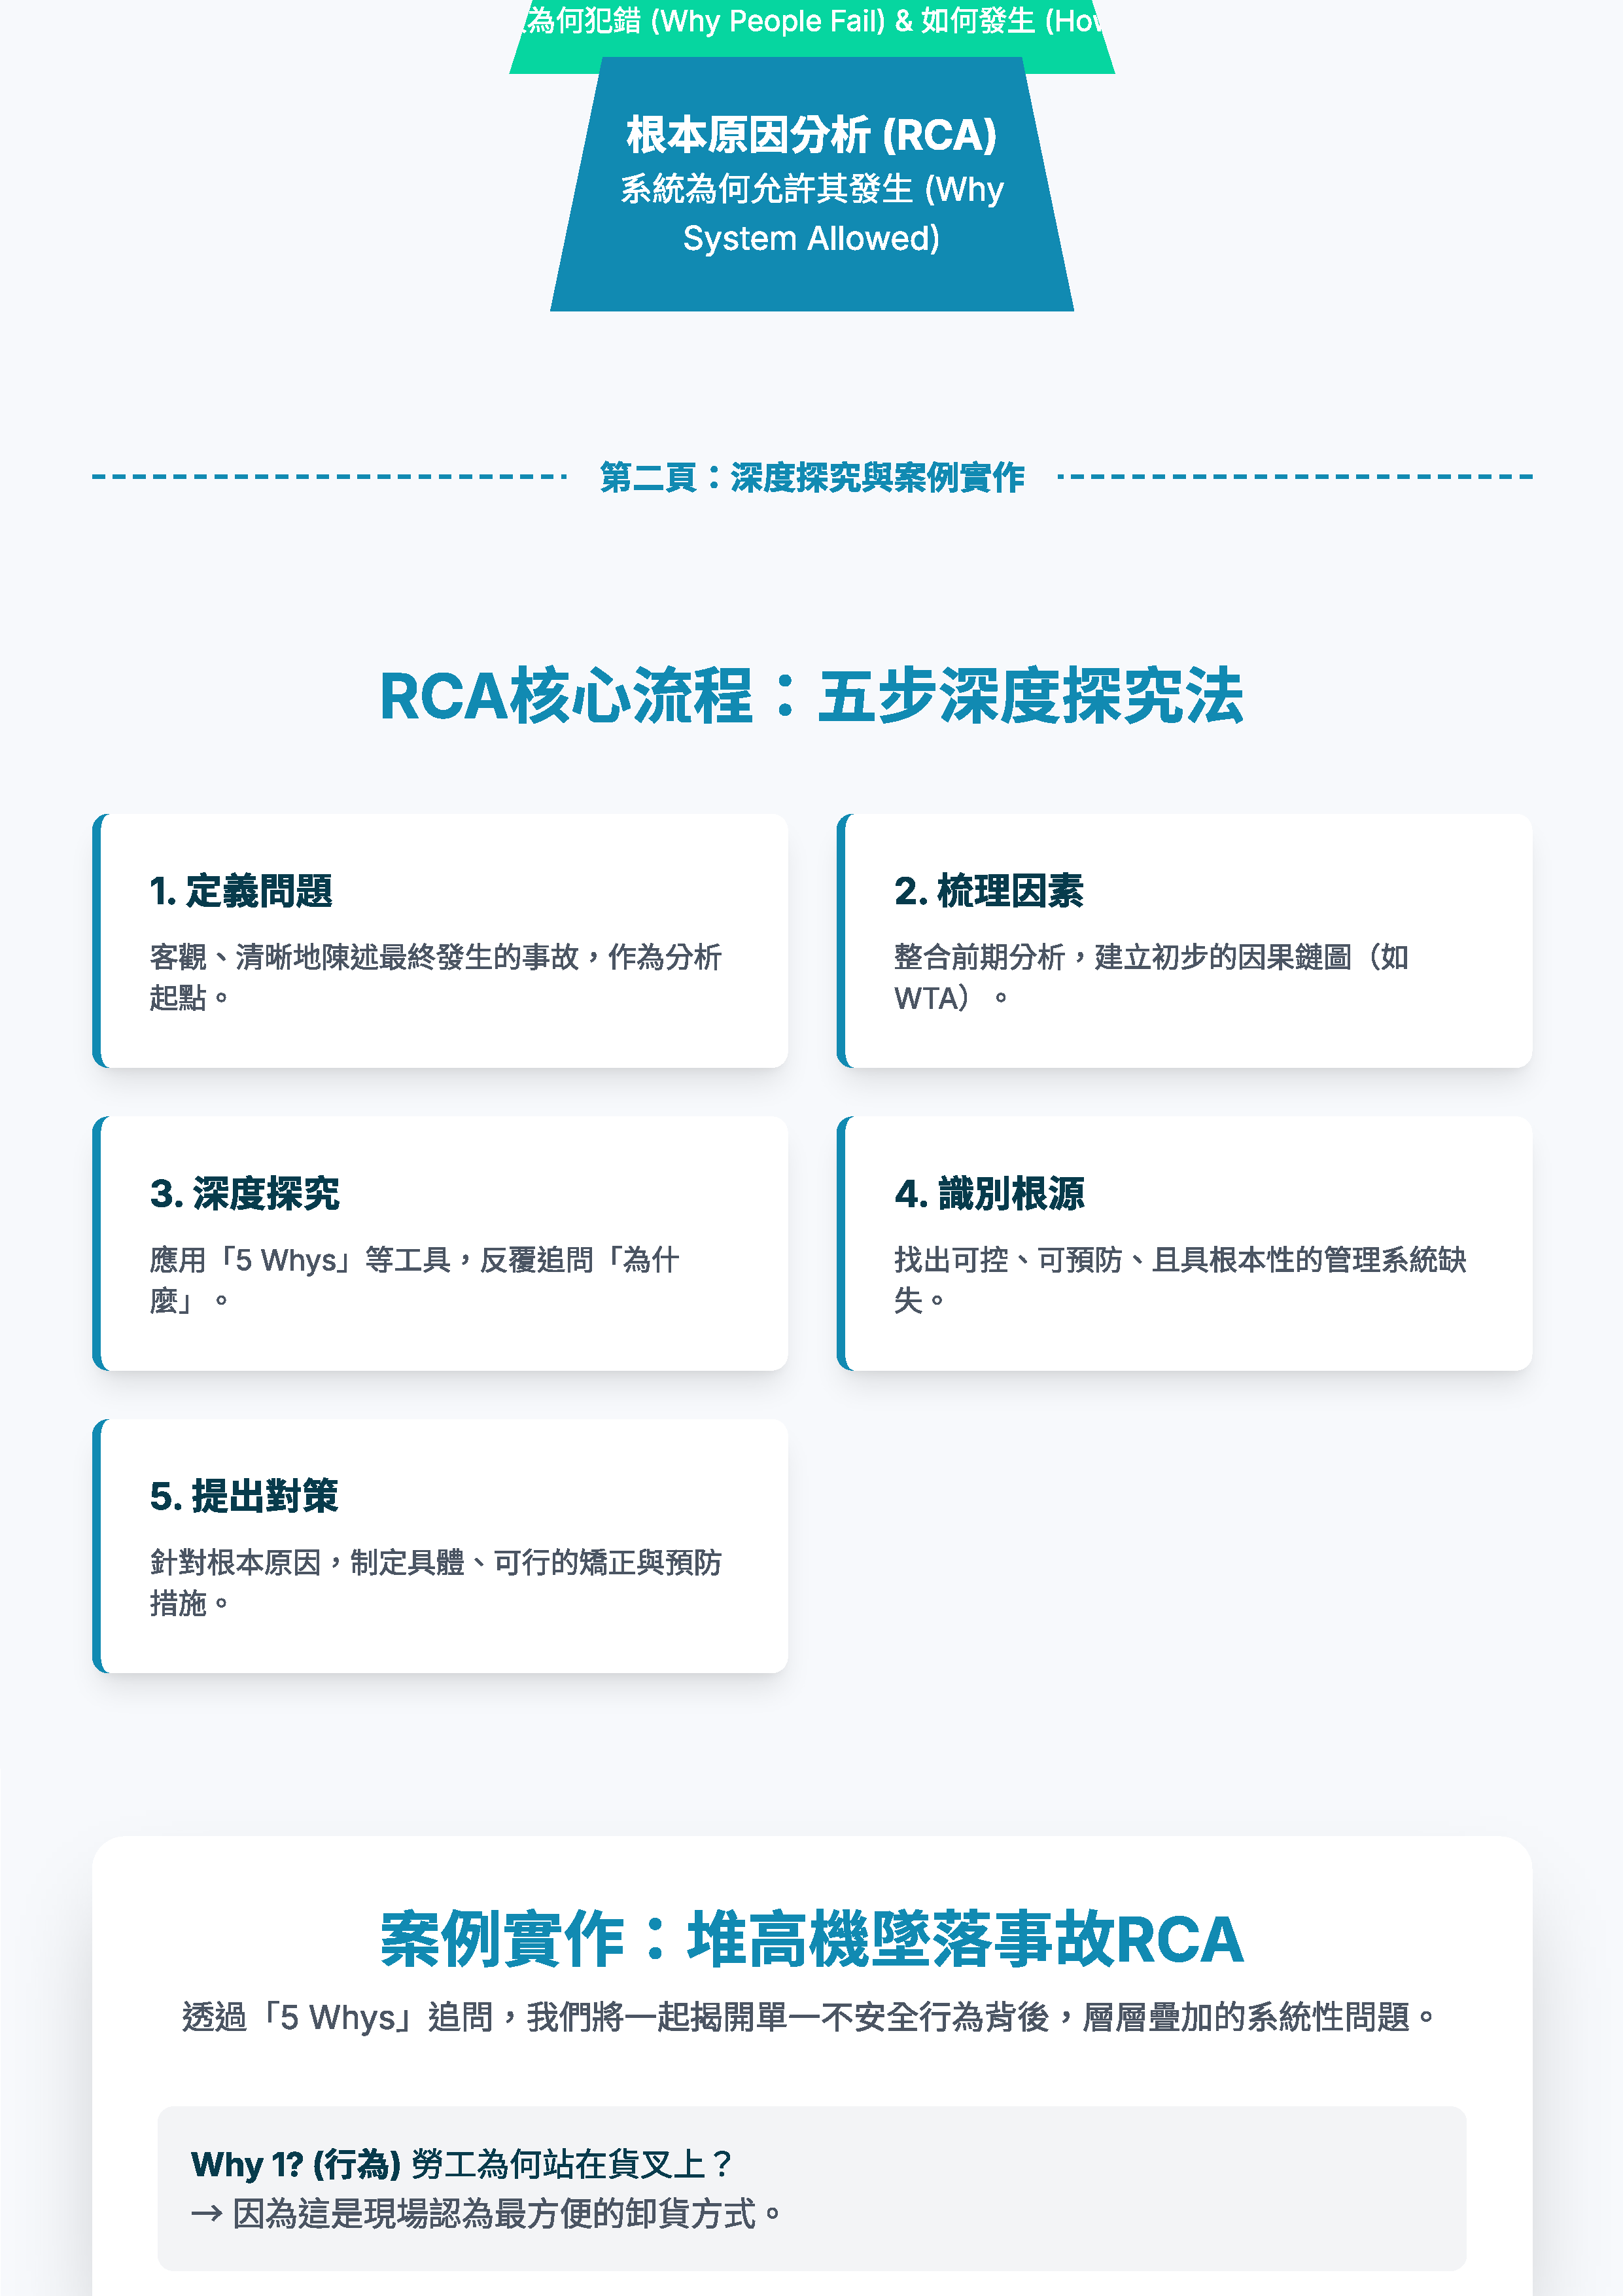 為何犯錯 (Why People Fail) & 如何發生 (How
根本原因分析 (RCA)
系統為何允許其發生 (Why
System Allowed)
第二頁：深度探究與案例實作
RCA核心流程：五步深度探究法
1. 定義問題
客觀、清晰地陳述最終發生的事故，作為分析
起點。
2. 梳理因素
整合前期分析，建立初步的因果鏈圖（如
WTA）。
3. 深度探究
應用「5 Whys」等工具，反覆追問「為什
麼」。
4. 識別根源
找出可控、可預防、且具根本性的管理系統缺
失。
5. 提出對策
針對根本原因，制定具體、可行的矯正與預防
措施。
案例實作：堆高機墜落事故RCA
透過「5 Whys」追問，我們將一起揭開單一不安全行為背後，層層疊加的系統性問題。
Why 1? (行為) 勞工為何站在貨叉上？
→ 因為這是現場認為最方便的卸貨方式。